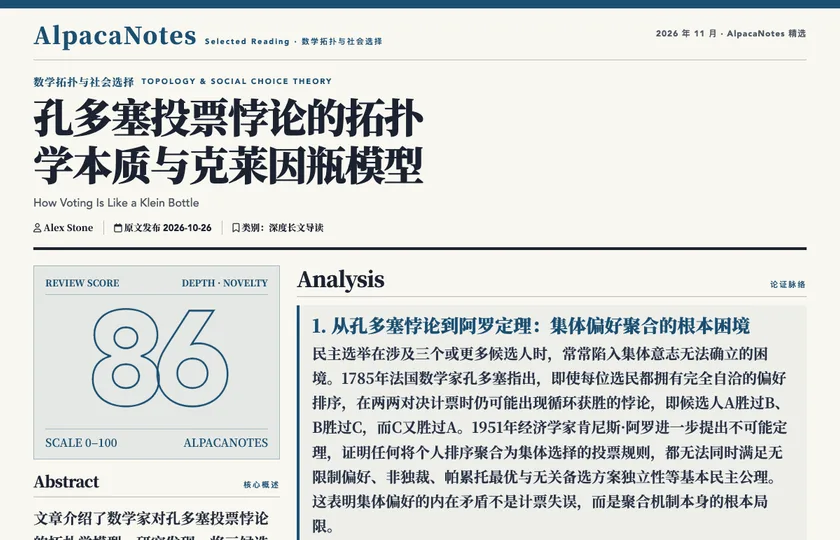 AlpacaNotes Selected Reading · 数学拓扑与社会选择
2026 年 11 月 · AlpacaNotes 精选
数学拓扑与社会选择 TOPOLOGY & SOCIAL CHOICE THEORY
孔多塞投票悖论的拓扑
学本质与克莱因瓶模型
How Voting Is Like a Klein Bottle
Alex Stone 原文发布 2026-10-26 类别：深度长文导读
REVIEW SCORE DEPTH · NOVELTY
86
SCALE 0–100 ALPACANOTES
Abstract 核心概述
文章介绍了数学家对孔多塞投票悖论
Analysis 论证脉络
1. 从孔多塞悖论到阿罗定理：集体偏好聚合的根本困境
民主选举在涉及三个或更多候选人时，常常陷入集体意志无法确立的困
境。1785年法国数学家孔多塞指出，即使每位选民都拥有完全自洽的偏好
排序，在两两对决计票时仍可能出现循环获胜的悖论，即候选人A胜过B、
B胜过C，而C又胜过A。1951年经济学家肯尼斯·阿罗进一步提出不可能定
理，证明任何将个人排序聚合为集体选择的投票规则，都无法同时满足无
限制偏好、非独裁、帕累托最优与无关备选方案独立性等基本民主公理。
这表明集体偏好的内在矛盾不是计票失误，而是聚合机制本身的根本局
限。